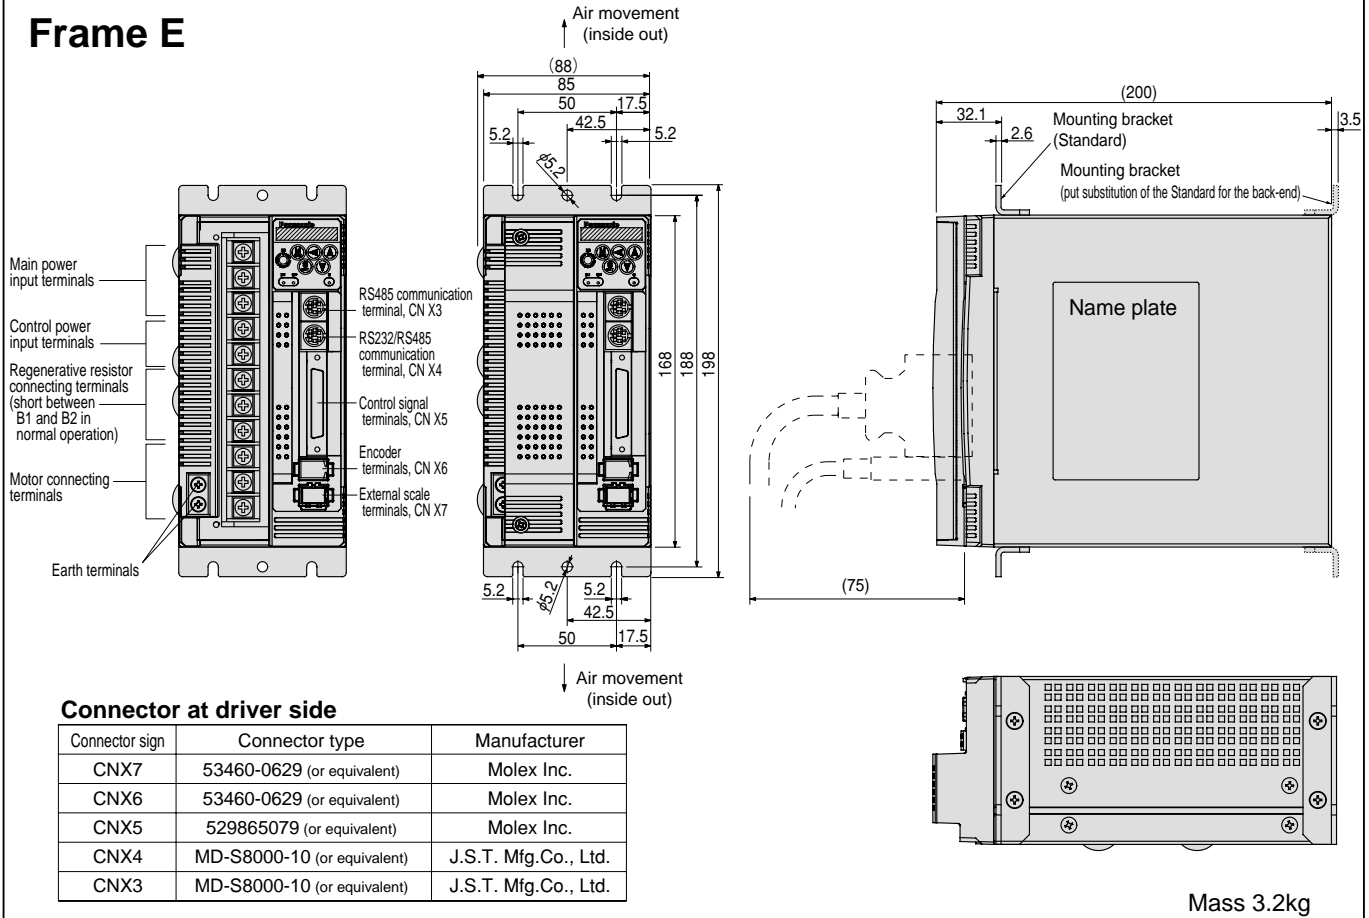 Frame E
Air movement
(inside out)
(88)
85
50
17.5
42.5
5.2
5.2
φ5.2
(200)
32.1
2.6
3.5
Mounting bracket
(Standard)
Mounting bracket
(put substitution of the Standard for the back-end)
Main power
input terminals
Control power
input terminals
Regenerative resistor
connecting terminals
(short between
B1 and B2 in
normal operation)
Motor connecting
terminals
Earth terminals
Panasonic
RS485 communication
terminal, CN X3
RS232/RS485
communication
terminal, CN X4
Control signal
terminals, CN X5
Encoder
terminals, CN X6
External scale
terminals, CN X7
Panasonic
168
188
198
Name plate
5.2
φ5.2
5.2
42.5
50
17.5
(75)
Air movement
(inside out)
Connector at driver side
Connector sign Connector type Manufacturer
CNX7 53460-0629 (or equivalent) Molex Inc.
CNX6 53460-0629 (or equivalent) Molex Inc.
CNX5 529865079 (or equivalent) Molex Inc.
CNX4 MD-S8000-10 (or equivalent) J.S.T. Mfg.Co., Ltd.
CNX3 MD-S8000-10 (or equivalent) J.S.T. Mfg.Co., Ltd.
Mass 3.2kg